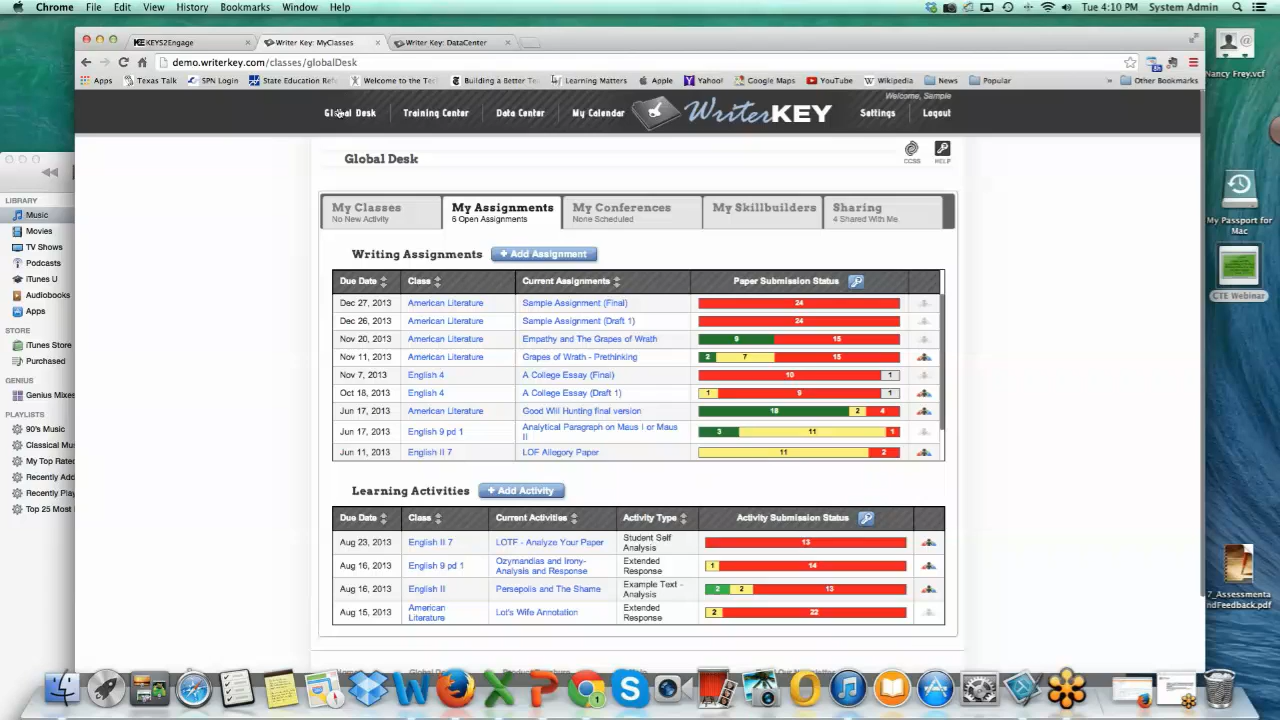 Chrome File Edit View History Bookmarks Window Help Tue 4:10 PM System Admin
KEYS2Engage Writer Key: MyClasses Writer Key: DataCenter
demo.writerkey.com/classes/globalDesk
Apps Texas Talk SPN Login State Education Refo Welcome to the Tec Building a Better Tea Learning Matters Apple Yahoo! Google Maps YouTube Wikipedia News Popular » Other Bookmarks
Nancy Frey.vcf
Welcome, Sample
Global Desk Training Center Data Center My Calendar WriterKEY Settings Logout
Global Desk CCSS HELP
My Classes My Assignments My Conferences My Skillbuilders Sharing
No New Activity 6 Open Assignments None Scheduled 4 Shared With Me
Writing Assignments + Add Assignment
Due Date Class Current Assignments Paper Submission Status
Dec 27, 2013 American Literature Sample Assignment (Final) 24
Dec 26, 2013 American Literature Sample Assignment (Draft 1) 24
Nov 20, 2013 American Literature Empathy and The Grapes of Wrath 9 15
Nov 11, 2013 American Literature Grapes of Wrath - Prethinking 2 7 15
Nov 7, 2013 English 4 A College Essay (Final) 10 1
Oct 18, 2013 English 4 A College Essay (Draft 1) 1 9 1
Jun 17, 2013 American Literature Good Will Hunting final version 18 2 4
Jun 17, 2013 English 9 pd 1 Analytical Paragraph on Maus I or Maus II 3 11 1
Jun 11, 2013 English II 7 LOF Allegory Paper 11 2
Learning Activities + Add Activity
Due Date Class Current Activities Activity Type Activity Submission Status
Aug 23, 2013 English II 7 LOTF - Analyze Your Paper Student Self Analysis 13
Aug 16, 2013 English 9 pd 1 Ozymandias and Irony- Analysis and Response Extended Response 1 14
Aug 16, 2013 English II Persepolis and The Shame Example Text - Analysis 2 2 13
Aug 15, 2013 American Literature Lot's Wife Annotation Extended Response 2 22
LIBRARY
Music
Movies
TV Shows
Podcasts
iTunes U
Audiobooks
Apps
STORE
iTunes Store
Purchased
GENIUS
Genius Mixes
PLAYLISTS
90's Music
Classical Mu
My Top Rate
Recently Add
Recently Play
Top 25 Most
My Passport for
Mac
CTE Webinar
7_Assessmenta
ndFeedback.pdf